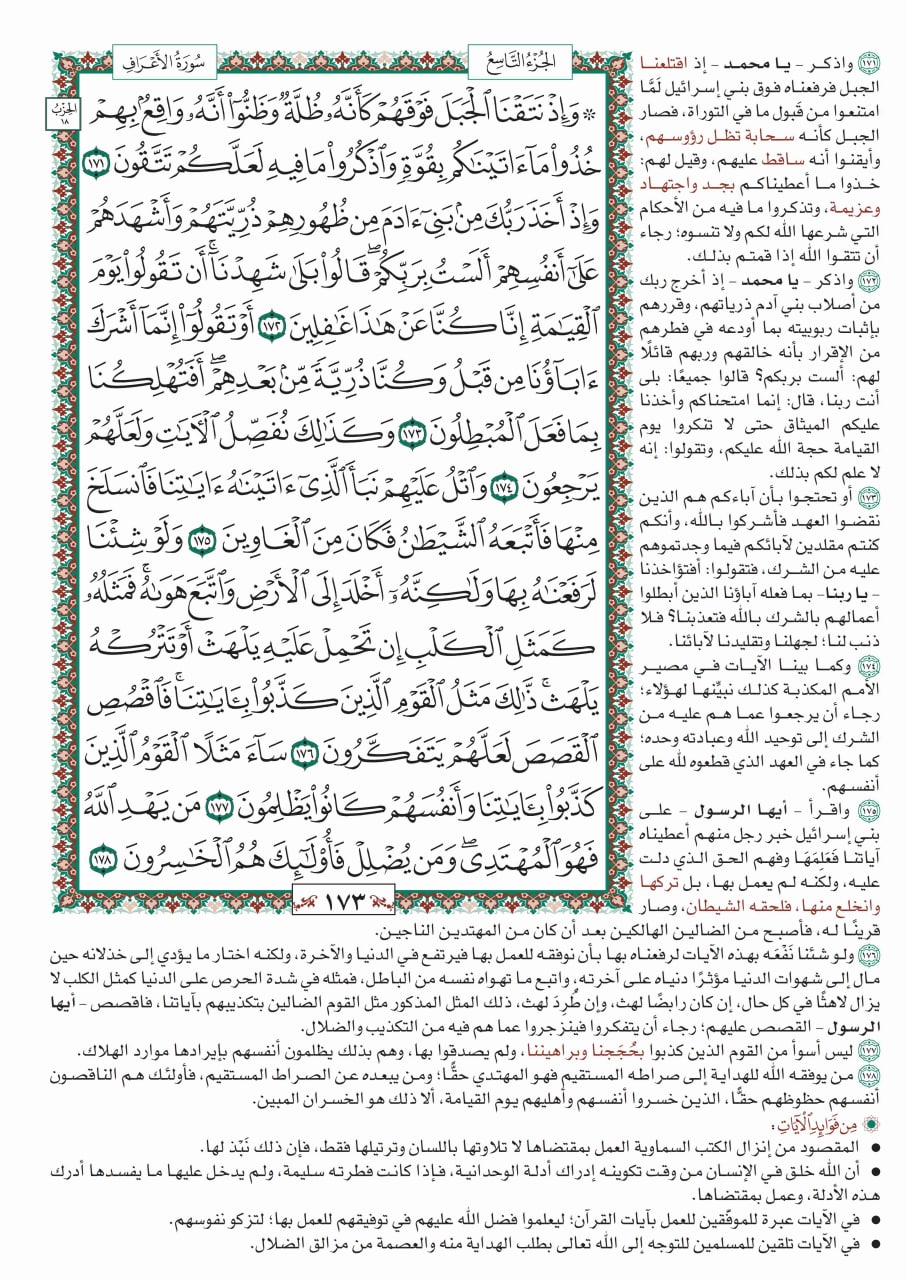 الجُزْءُ التَّاسِعُ
سُورَةُ الأَعْرَافِ
الحِزْبُ
١٨
۞ وَإِذْ نَتَقْنَا ٱلْجَبَلَ فَوْقَهُمْ كَأَنَّهُۥ ظُلَّةٌ وَظَنُّوٓا۟ أَنَّهُۥ وَاقِعٌۢ بِهِمْ
خُذُوا۟ مَآ ءَاتَيْنَٰكُم بِقُوَّةٍ وَٱذْكُرُوا۟ مَا فِيهِ لَعَلَّكُمْ تَتَّقُونَ ١٧١
وَإِذْ أَخَذَ رَبُّكَ مِنۢ بَنِىٓ ءَادَمَ مِن ظُهُورِهِمْ ذُرِّيَّتَهُمْ وَأَشْهَدَهُمْ
عَلَىٰٓ أَنفُسِهِمْ أَلَسْتُ بِرَبِّكُمْ ۖ قَالُوا۟ بَلَىٰ شَهِدْنَآ ۛ أَن تَقُولُوا۟ يَوْمَ
ٱلْقِيَٰمَةِ إِنَّا كُنَّا عَنْ هَٰذَا غَٰفِلِينَ ١٧٢ أَوْ تَقُولُوٓا۟ إِنَّمَآ أَشْرَكَ
ءَابَآؤُنَا مِن قَبْلُ وَكُنَّا ذُرِّيَّةً مِّنۢ بَعْدِهِمْ ۖ أَفَتُهْلِكُنَا
بِمَا فَعَلَ ٱلْمُبْطِلُونَ ١٧٣ وَكَذَٰلِكَ نُفَصِّلُ ٱلْءَايَٰتِ وَلَعَلَّهُمْ
يَرْجِعُونَ ١٧٤ وَٱتْلُ عَلَيْهِمْ نَبَأَ ٱلَّذِىٓ ءَاتَيْنَٰهُ ءَايَٰتِنَا فَٱنسَلَخَ
مِنْهَا فَأَتْبَعَهُ ٱلشَّيْطَٰنُ فَكَانَ مِنَ ٱلْغَاوِينَ ١٧٥ وَلَوْ شِئْنَا
لَرَفَعْنَٰهُ بِهَا وَلَٰكِنَّهُۥٓ أَخْلَدَ إِلَى ٱلْأَرْضِ وَٱتَّبَعَ هَوَىٰهُ ۚ فَمَثَلُهُۥ
كَمَثَلِ ٱلْكَلْبِ إِن تَحْمِلْ عَلَيْهِ يَلْهَثْ أَوْ تَتْرُكْهُ
يَلْهَث ۚ ذَّٰلِكَ مَثَلُ ٱلْقَوْمِ ٱلَّذِينَ كَذَّبُوا۟ بِـَٔايَٰتِنَا ۚ فَٱقْصُصِ
ٱلْقَصَصَ لَعَلَّهُمْ يَتَفَكَّرُونَ ١٧٦ سَآءَ مَثَلًا ٱلْقَوْمُ ٱلَّذِينَ
كَذَّبُوا۟ بِـَٔايَٰتِنَا وَأَنفُسَهُمْ كَانُوا۟ يَظْلِمُونَ ١٧٧ مَن يَهْدِ ٱللَّهُ
فَهُوَ ٱلْمُهْتَدِى ۖ وَمَن يُضْلِلْ فَأُو۟لَٰٓئِكَ هُمُ ٱلْخَٰسِرُونَ ١٧٨
١٧٣
١٧١ واذكر - يا محمد - إذ اقتلعنا
الجبل فرفعناه فوق بني إسرائيل لَمَّا
امتنعوا من قَبول ما في التوراة، فصار
الجبل كأنه سحابة تظل رؤوسهم،
وأيقنوا أنه ساقط عليهم، وقيل لهم:
خذوا ما أعطيناكم بجد واجتهاد
وعزيمة، وتذكروا ما فيه من الأحكام
التي شرعها الله لكم ولا تنسوه؛ رجاء
أن تتقوا الله إذا قمتم بذلك.
١٧٢ واذكر - يا محمد - إذ أخرج ربك
من أصلاب بني آدم ذرياتهم، وقررهم
بإثبات ربوبيته بما أودعه في فطرهم
من الإقرار بأنه خالقهم وربهم قائلًا
لهم: ألست بربكم؟ قالوا جميعًا: بلى
أنت ربنا، قال: إنما امتحناكم وأخذنا
عليكم الميثاق حتى لا تنكروا يوم
القيامة حجة الله عليكم، وتقولوا: إنه
لا علم لكم بذلك.
١٧٣ أو تحتجوا بأن آباءكم هم الذين
نقضوا العهد فأشركوا بالله، وأنكم
كنتم مقلدين لآبائكم فيما وجدتموهم
عليه من الشرك، فتقولوا: أفتؤاخذنا
- يا ربنا- بما فعله آباؤنا الذين أبطلوا
أعمالهم بالشرك بالله فتعذبنا؟ فلا
ذنب لنا؛ لجهلنا وتقليدنا لآبائنا.
١٧٤ وكما بينا الآيات في مصير
الأمم المكذبة كذلك نبيِّنها لهؤلاء؛
رجاء أن يرجعوا عما هم عليه من
الشرك إلى توحيد الله وعبادته وحده؛
كما جاء في العهد الذي قطعوه لله على
أنفسهم.
١٧٥ واقرأ - أيها الرسول - على
بني إسرائيل خبر رجل منهم أعطيناه
آياتنا فَعَلِمَهَا وفهم الحق الذي دلت
عليه، ولكنه لم يعمل بها، بل تركها
وانخلع منها، فلحقه الشيطان، وصار
قرينًا له، فأصبح من الضالين الهالكين بعد أن كان من المهتدين الناجين.
١٧٦ ولو شئنا نَفْعَه بهذه الآيات لرفعناه بها بأن نوفقه للعمل بها فيرتفع في الدنيا والآخرة، ولكنه اختار ما يؤدي إلى خذلانه حين
مال إلى شهوات الدنيا مؤثرًا دنياه على آخرته، واتبع ما تهواه نفسه من الباطل، فمثله في شدة الحرص على الدنيا كمثل الكلب لا
يزال لاهثًا في كل حال، إن كان رابضًا لهث، وإن طُرِدَ لهث، ذلك المثل المذكور مثل القوم الضالين بتكذيبهم بآياتنا، فاقصص - أيها
الرسول - القصص عليهم؛ رجاء أن يتفكروا فينزجروا عما هم فيه من التكذيب والضلال.
١٧٧ ليس أسوأ من القوم الذين كذبوا بحُجَجنا وبراهيننا، ولم يصدقوا بها، وهم بذلك يظلمون أنفسهم بإيرادها موارد الهلاك.
١٧٨ من يوفقه الله للهداية إلى صراطه المستقيم فهو المهتدي حقًّا؛ ومن يبعده عن الصراط المستقيم، فأولئك هم الناقصون
أنفسهم حظوظهم حقًّا، الذين خسروا أنفسهم وأهليهم يوم القيامة، ألا ذلك هو الخسران المبين.
مِن فَوَائِدِ الآيَاتِ:
• المقصود من إنزال الكتب السماوية العمل بمقتضاها لا تلاوتها باللسان وترتيلها فقط، فإن ذلك نَبْذ لها.
• أن الله خلق في الإنسان من وقت تكوينه إدراك أدلة الوحدانية، فإذا كانت فطرته سليمة، ولم يدخل عليها ما يفسدها أدرك
هذه الأدلة، وعمل بمقتضاها.
• في الآيات عبرة للموفَّقين للعمل بآيات القرآن؛ ليعلموا فضل الله عليهم في توفيقهم للعمل بها؛ لتزكو نفوسهم.
• في الآيات تلقين للمسلمين للتوجه إلى الله تعالى بطلب الهداية منه والعصمة من مزالق الضلال.